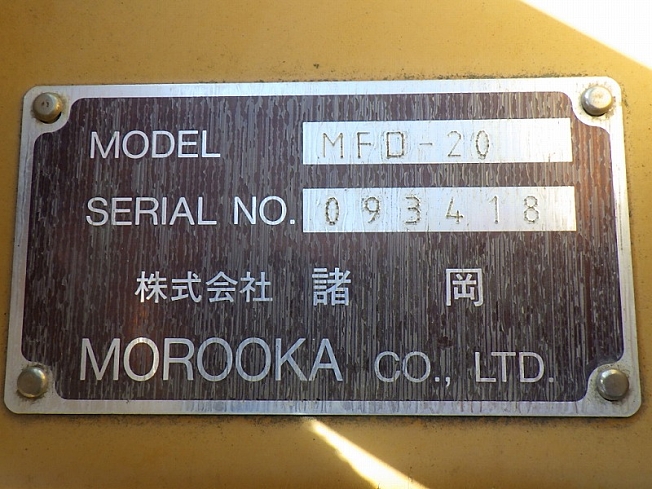 MODEL MFD-20
SERIAL NO. 093418
株式会社 諸岡
MOROOKA CO., LTD.